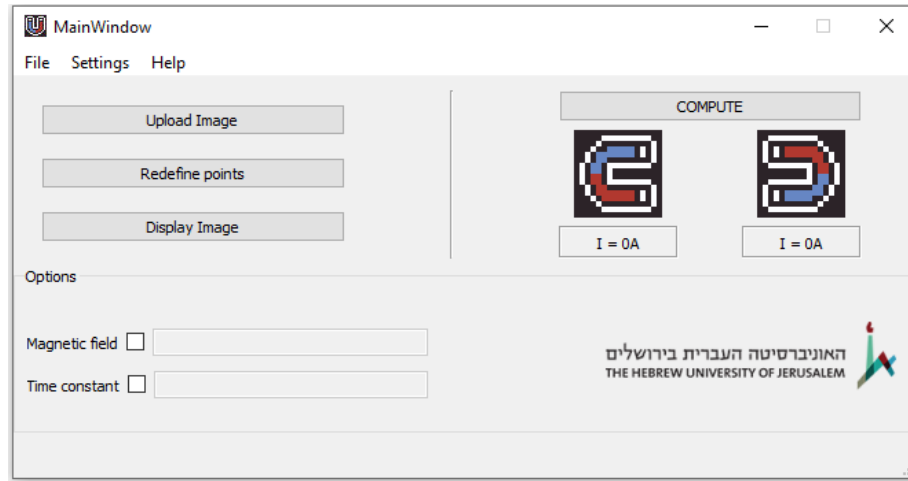 MainWindow
File Settings Help
Upload Image
Redefine points
Display Image
COMPUTE
I = 0A
I = 0A
Options
Magnetic field
Time constant
האוניברסיטה העברית בירושלים
THE HEBREW UNIVERSITY OF JERUSALEM